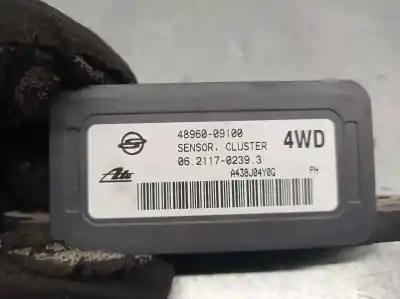 48960-09100
SENSOR, CLUSTER
4WD
06.2117-0239.3
Ate
A438J04Y0G
PH